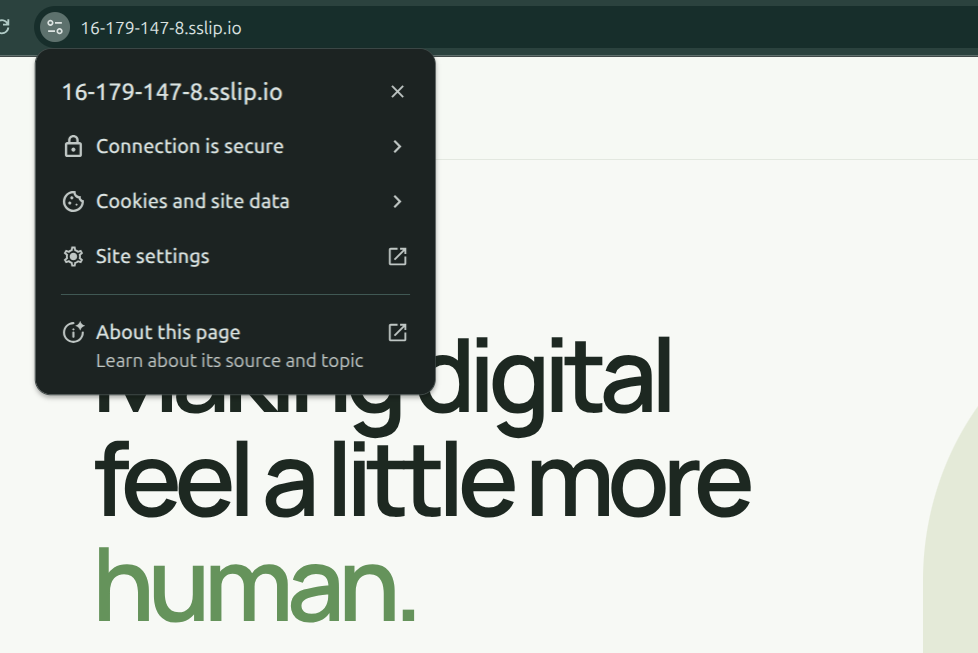 16-179-147-8.sslip.io
16-179-147-8.sslip.io
Connection is secure
Cookies and site data
Site settings
About this page
Learn about its source and topic
Making digital
feel a little more
human.